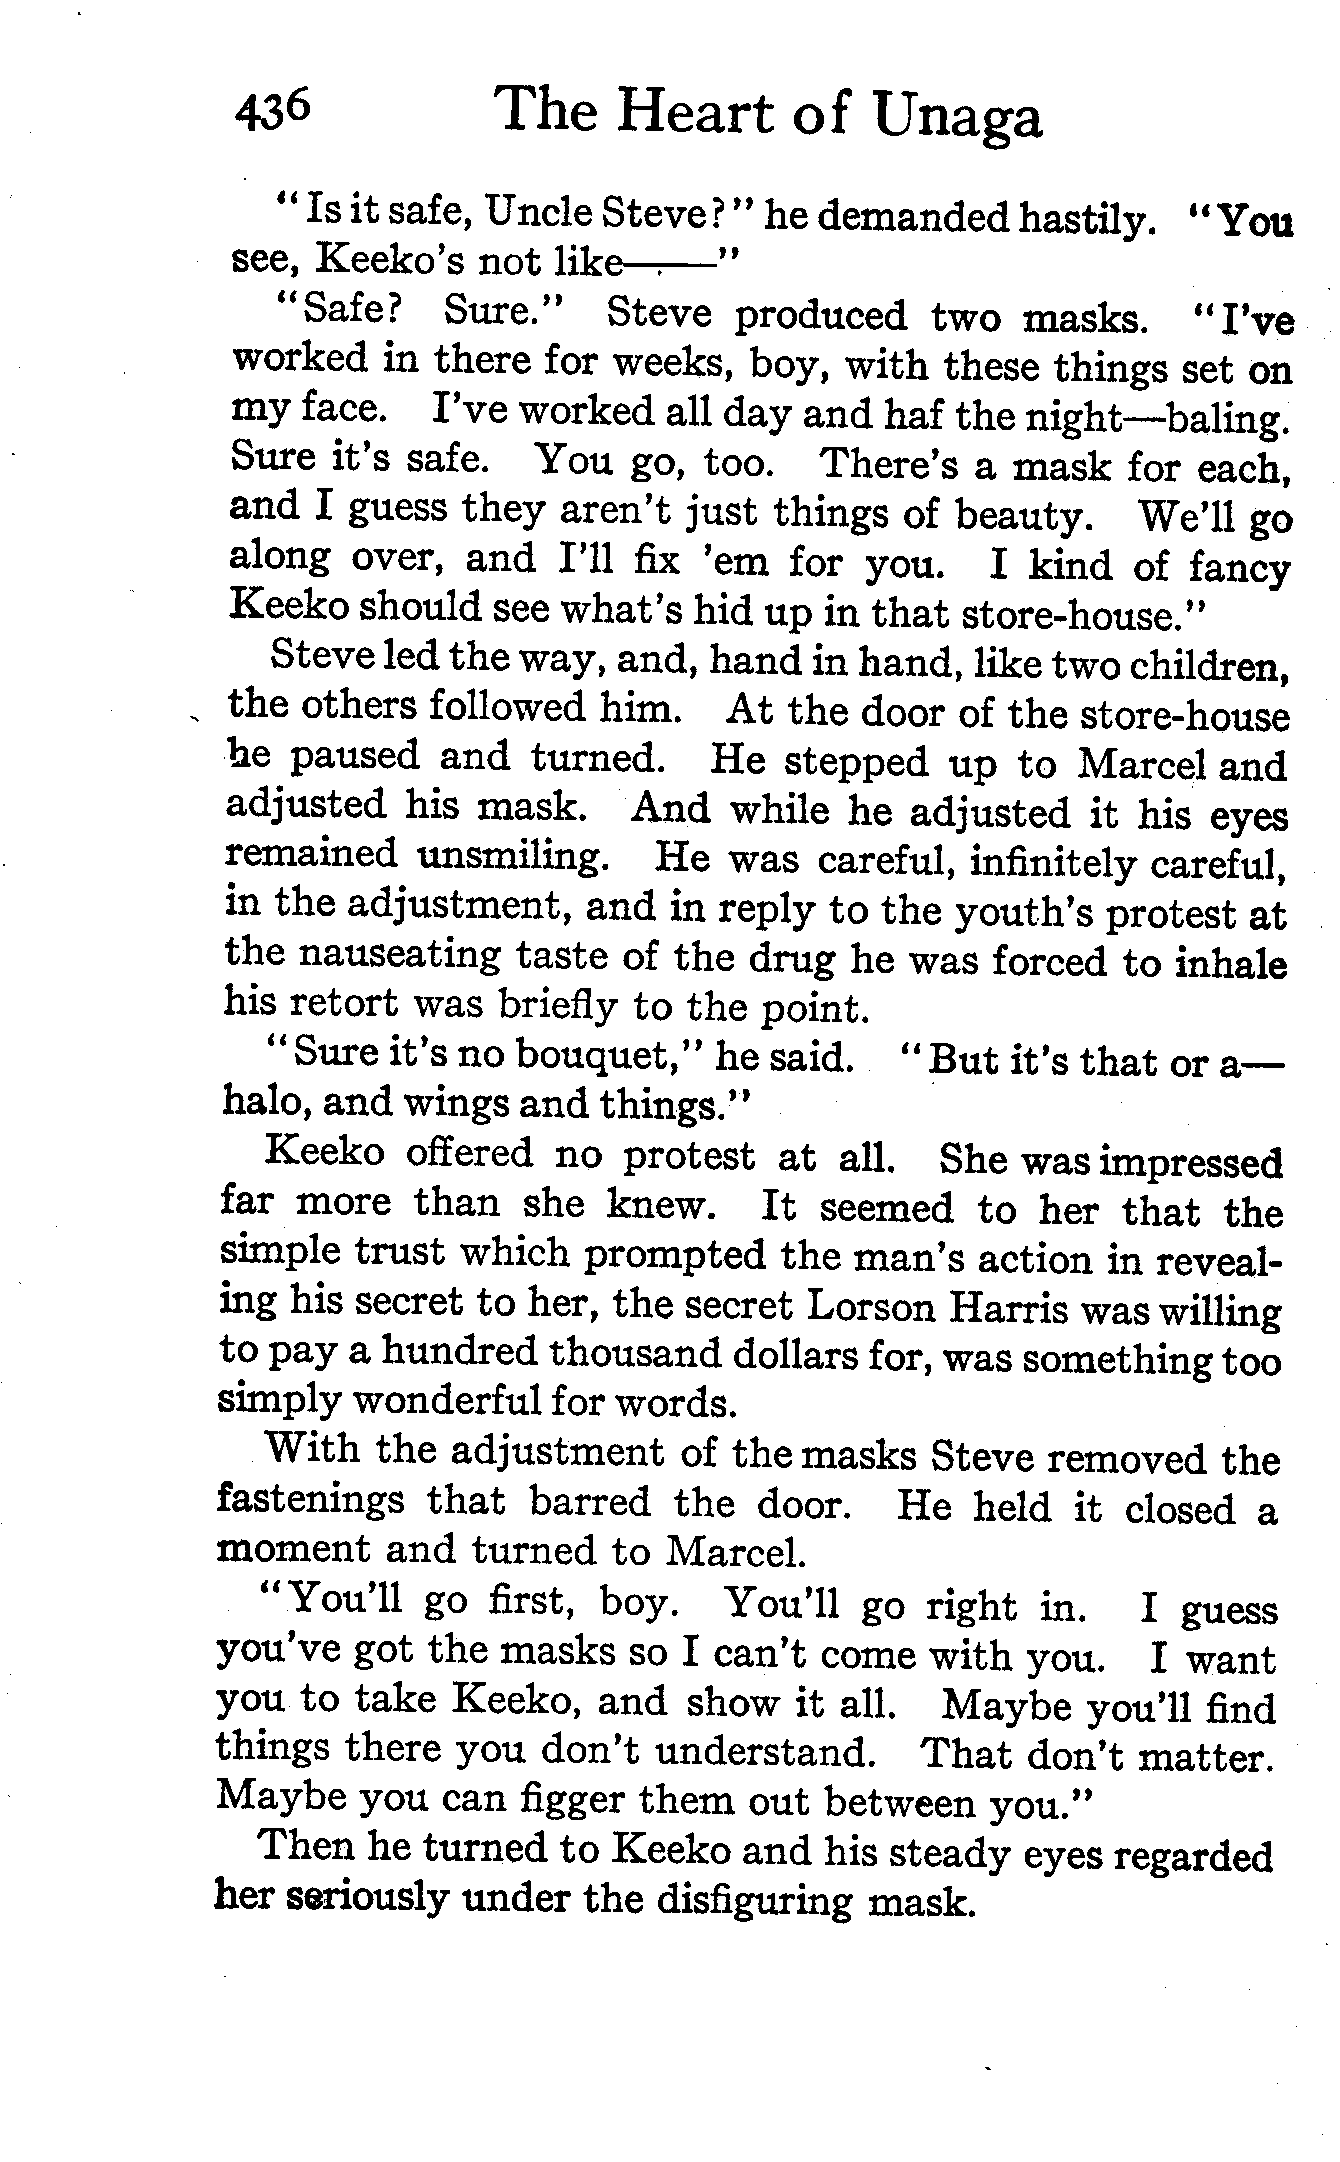 436 The Heart of Unaga
"Is it safe, Uncle Steve?" he demanded hastily. "You
see, Keeko's not like——"
"Safe? Sure." Steve produced two masks. "I've
worked in there for weeks, boy, with these things set on
my face. I've worked all day and haf the night—baling.
Sure it's safe. You go, too. There's a mask for each,
and I guess they aren't just things of beauty. We'll go
along over, and I'll fix 'em for you. I kind of fancy
Keeko should see what's hid up in that store-house."
Steve led the way, and, hand in hand, like two children,
the others followed him. At the door of the store-house
he paused and turned. He stepped up to Marcel and
adjusted his mask. And while he adjusted it his eyes
remained unsmiling. He was careful, infinitely careful,
in the adjustment, and in reply to the youth's protest at
the nauseating taste of the drug he was forced to inhale
his retort was briefly to the point.
"Sure it's no bouquet," he said. "But it's that or a—
halo, and wings and things."
Keeko offered no protest at all. She was impressed
far more than she knew. It seemed to her that the
simple trust which prompted the man's action in reveal-
ing his secret to her, the secret Lorson Harris was willing
to pay a hundred thousand dollars for, was something too
simply wonderful for words.
With the adjustment of the masks Steve removed the
fastenings that barred the door. He held it closed a
moment and turned to Marcel.
"You'll go first, boy. You'll go right in. I guess
you've got the masks so I can't come with you. I want
you to take Keeko, and show it all. Maybe you'll find
things there you don't understand. That don't matter.
Maybe you can figger them out between you."
Then he turned to Keeko and his steady eyes regarded
her seriously under the disfiguring mask.